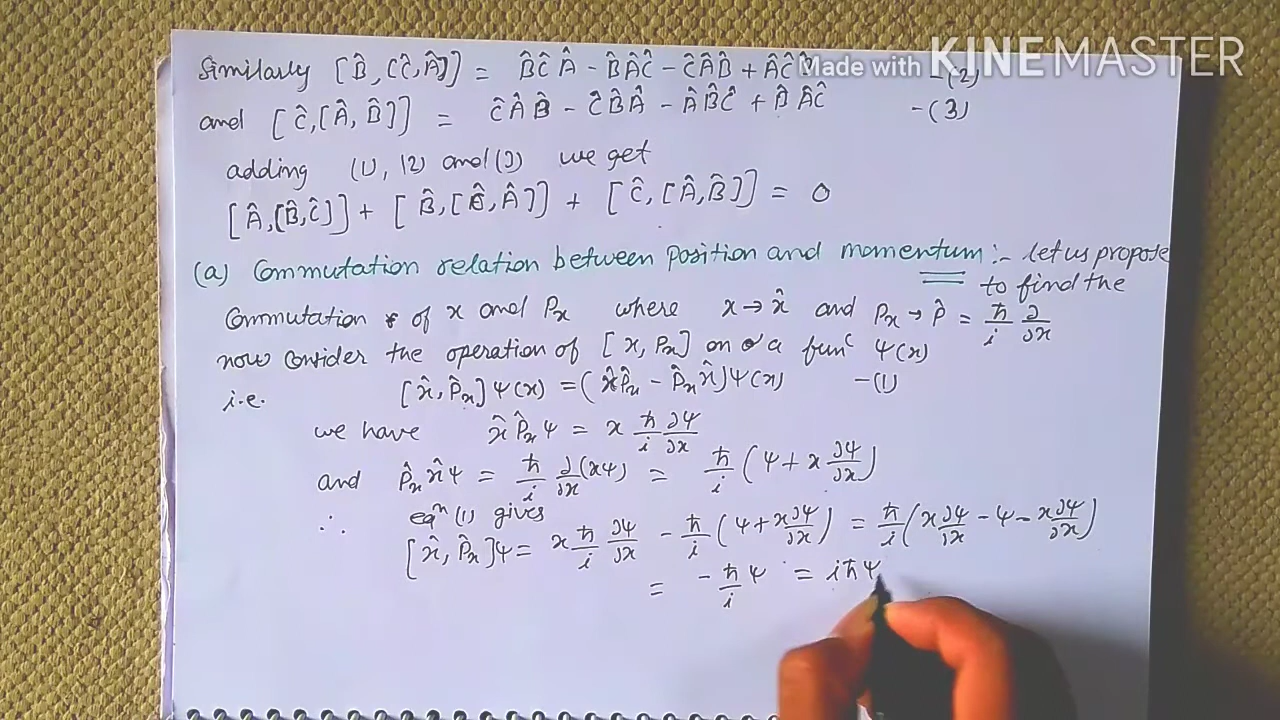 Made with KINEMASTER
Similarly [B̂, [Ĉ, Â]] = B̂ĈÂ - B̂ÂĈ - ĈÂB̂ + ÂĈ -(2)
and [Ĉ,[Â, B̂]] = ĈÂB̂ - ĈB̂Â - ÂB̂Ĉ + B̂ÂĈ -(3)
adding (1), (2) and (3) we get
[Â,[B̂,Ĉ]] + [B̂,[Ĉ,Â]] + [Ĉ,[Â,B̂]] = 0
(a) Commutation relation between position and momentum :- let us propose
to find the
Commutation of x and Px where x → x̂ and Px → P̂ = ħ/i ∂/∂x
now Consider the operation of [x, Px] on a funᶜ ψ(x)
i.e. [x̂, P̂x] ψ(x) = (x̂P̂x - P̂x x̂)ψ(x) -(1)
we have x̂ P̂x ψ = x ħ/i ∂ψ/∂x
and P̂x x̂ψ = ħ/i ∂/∂x (xψ) = ħ/i (ψ + x ∂ψ/∂x)
∴ eqⁿ (1) gives
[x̂, P̂x]ψ = x ħ/i ∂ψ/∂x - ħ/i (ψ + x∂ψ/∂x) = ħ/i (x∂ψ/∂x - ψ - x∂ψ/∂x)
= -ħ/i ψ = iħψ